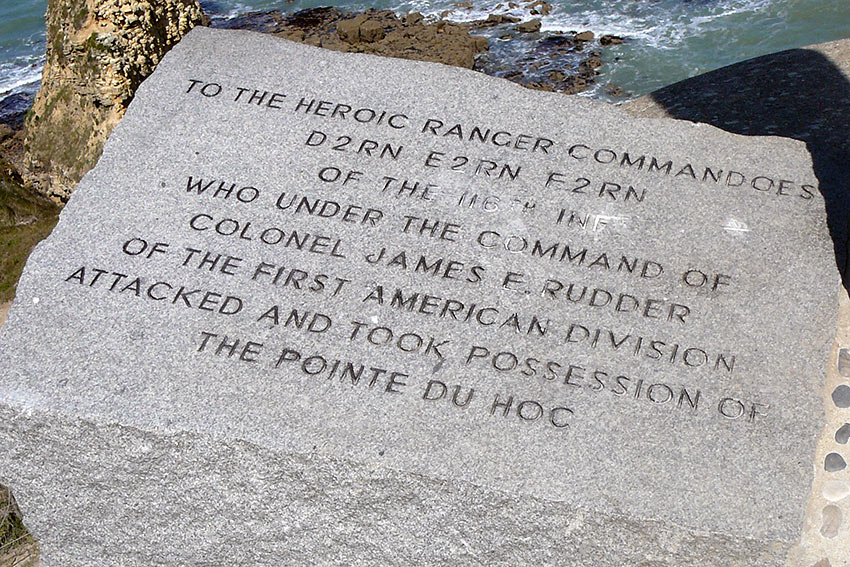 TO THE HEROIC RANGER COMMANDOES
D2RN E2RN F2RN
OF THE 116TH INF
WHO UNDER THE COMMAND OF
COLONEL JAMES E. RUDDER
OF THE FIRST AMERICAN DIVISION
ATTACKED AND TOOK POSSESSION OF
THE POINTE DU HOC